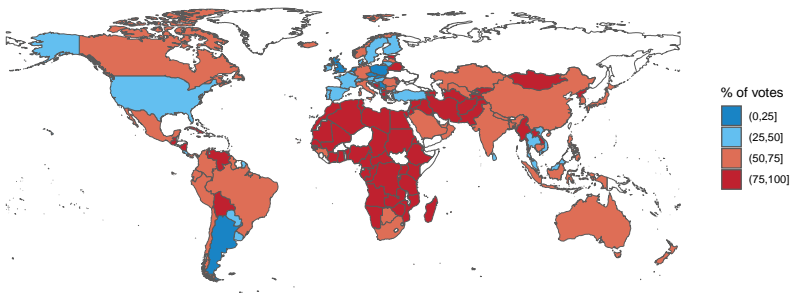 % of votes
(0,25]
(25,50]
(50,75]
(75,100]